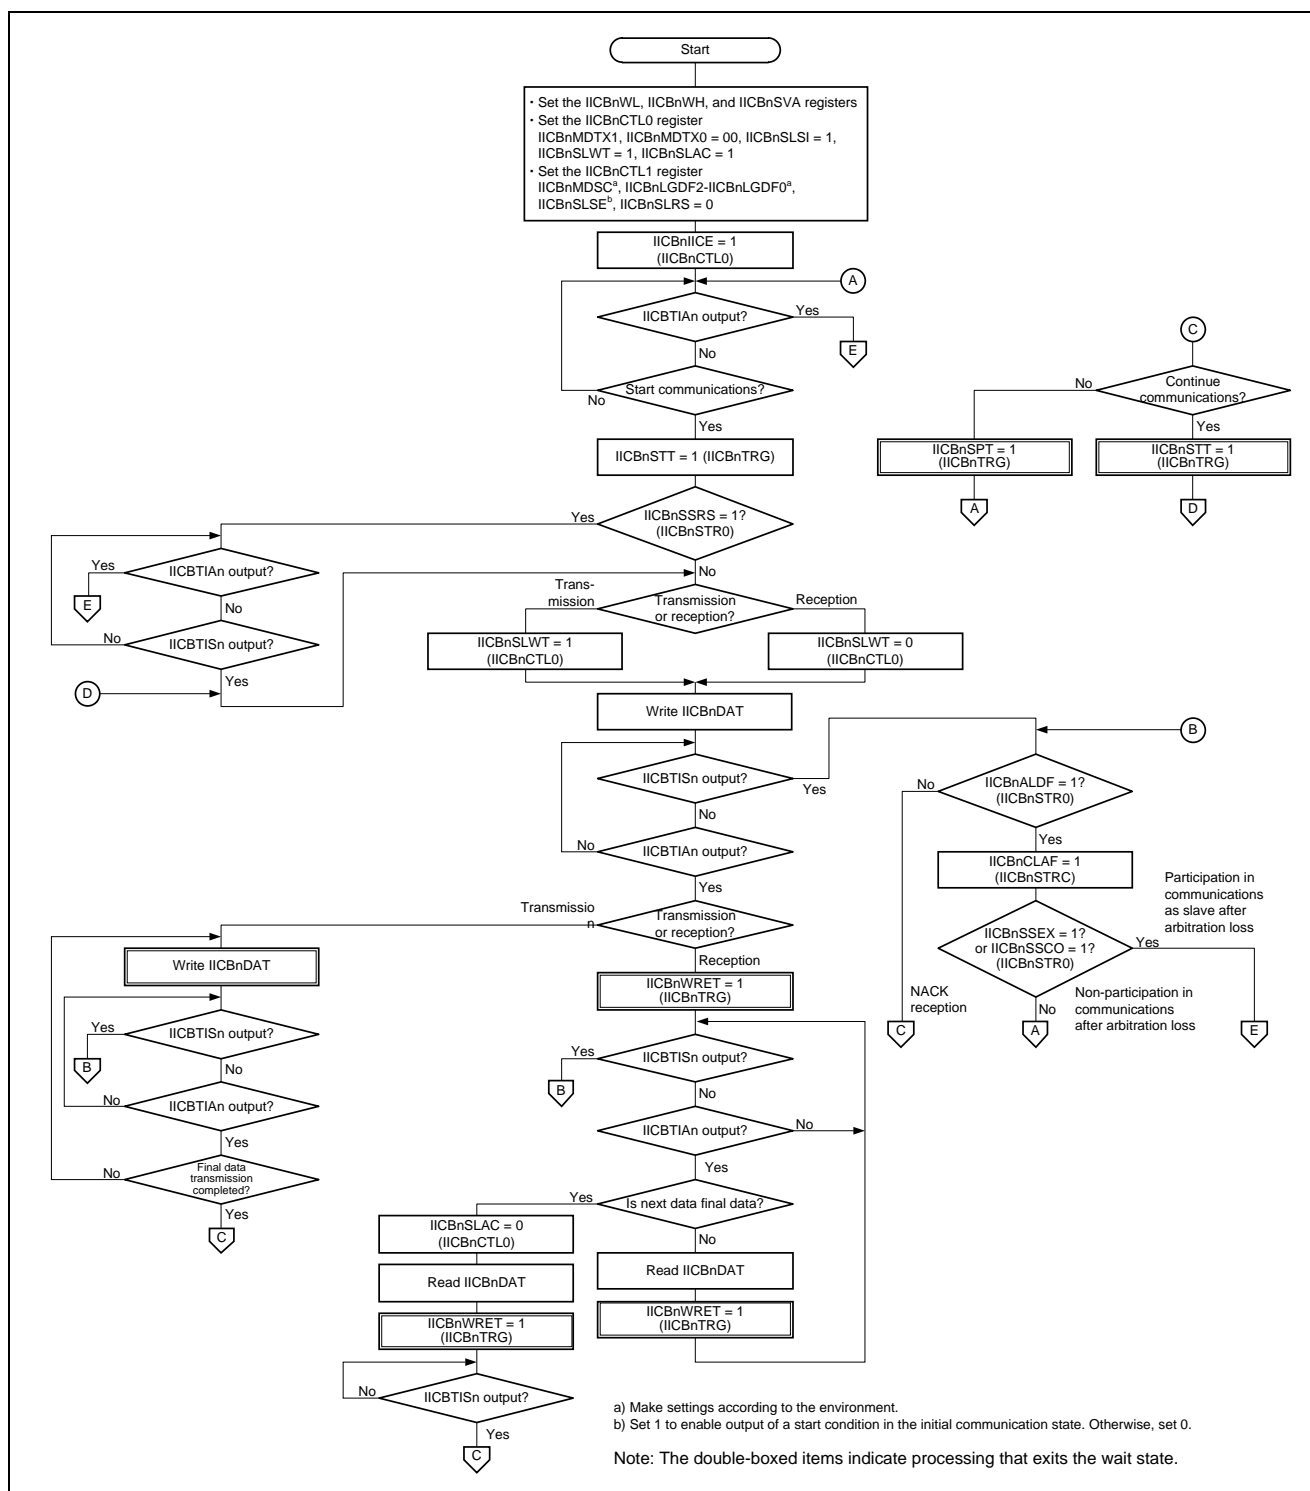 Start
・Set the IICBnWL, IICBnWH, and IICBnSVA registers
・Set the IICBnCTL0 register
IICBnMDTX1, IICBnMDTX0 = 00, IICBnSLSI = 1,
IICBnSLWT = 1, IICBnSLAC = 1
・Set the IICBnCTL1 register
IICBnMDSCa, IICBnLGDF2-IICBnLGDF0a,
IICBnSLSEb, IICBnSLRS = 0
IICBnIICE = 1
(IICBnCTL0)
A
IICBTIAn output?
Yes
E
No
Start communications?
No
Yes
IICBnSTT = 1 (IICBnTRG)
C
Continue
communications?
No
Yes
IICBnSPT = 1
(IICBnTRG)
IICBnSTT = 1
(IICBnTRG)
A
D
IICBnSSRS = 1?
(IICBnSTR0)
Yes
No
IICBTIAn output?
Yes
E
No
IICBTISn output?
No
Yes
D
Trans-
mission
Transmission
or reception?
Reception
IICBnSLWT = 1
(IICBnCTL0)
IICBnSLWT = 0
(IICBnCTL0)
Write IICBnDAT
B
IICBTISn output?
Yes
No
IICBTIAn output?
No
Yes
IICBnALDF = 1?
(IICBnSTR0)
No
Yes
IICBnCLAF = 1
(IICBnSTRC)
IICBnSSEX = 1?
or IICBnSSCO = 1?
(IICBnSTR0)
Yes
Participation in
communications
as slave after
arbitration loss
No
Non-participation in
communications
after arbitration loss
NACK
reception
C
A
E
Transmissio
n
Transmission
or reception?
Reception
Write IICBnDAT
IICBTISn output?
Yes
B
No
IICBTIAn output?
No
Yes
Final data
transmission
completed?
No
Yes
C
IICBnWRET = 1
(IICBnTRG)
IICBTISn output?
Yes
B
No
IICBTIAn output?
No
Yes
Is next data final data?
Yes
No
IICBnSLAC = 0
(IICBnCTL0)
Read IICBnDAT
IICBnWRET = 1
(IICBnTRG)
Read IICBnDAT
IICBnWRET = 1
(IICBnTRG)
IICBTISn output?
No
Yes
C
a) Make settings according to the environment.
b) Set 1 to enable output of a start condition in the initial communication state. Otherwise, set 0.
Note: The double-boxed items indicate processing that exits the wait state.